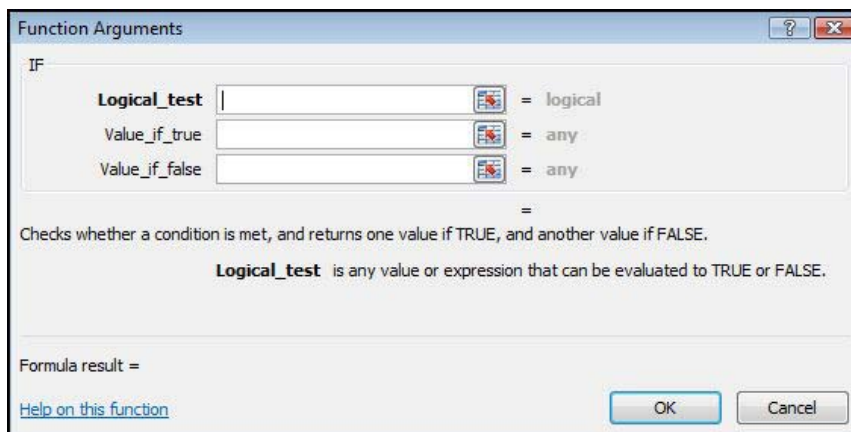 Function Arguments
IF
Logical_test = logical
Value_if_true = any
Value_if_false = any
=
Checks whether a condition is met, and returns one value if TRUE, and another value if FALSE.
Logical_test is any value or expression that can be evaluated to TRUE or FALSE.
Formula result =
Help on this function
OK Cancel